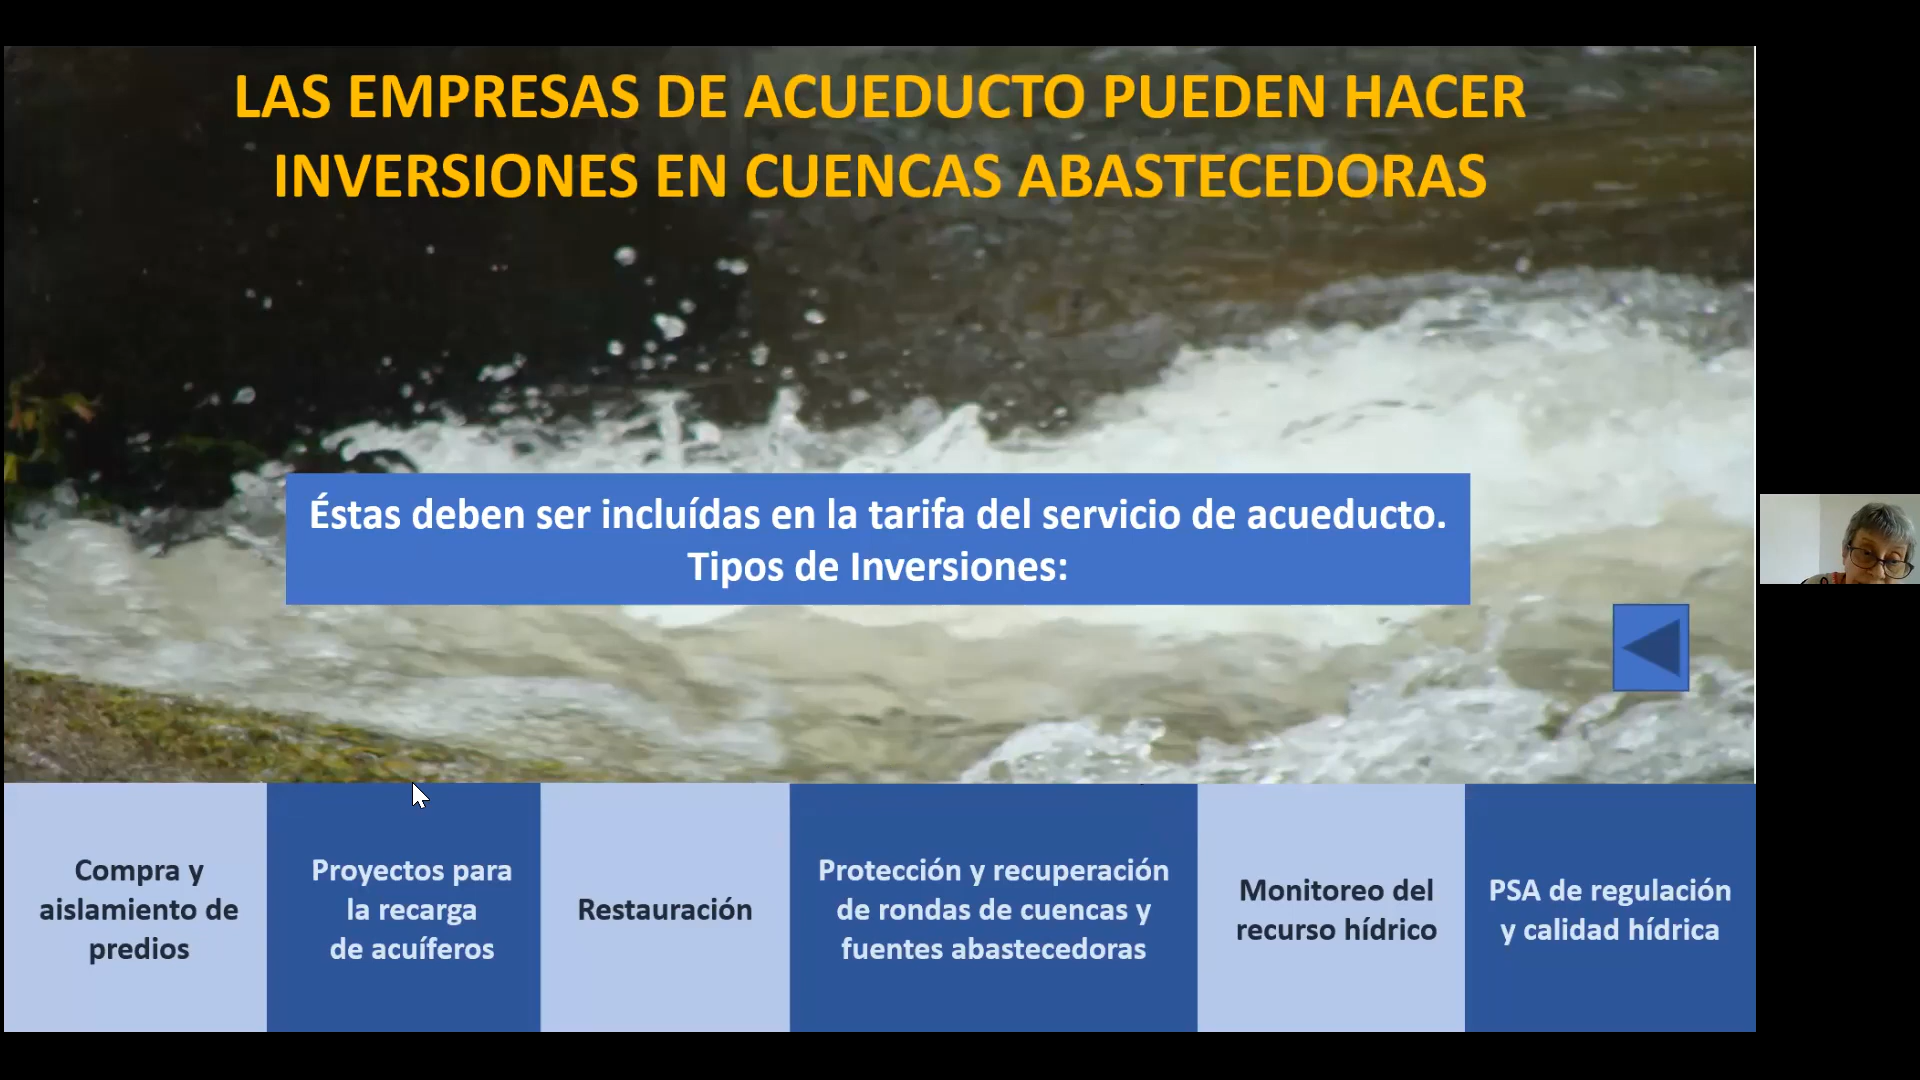 LAS EMPRESAS DE ACUEDUCTO PUEDEN HACER
INVERSIONES EN CUENCAS ABASTECEDORAS
Éstas deben ser incluídas en la tarifa del servicio de acueducto.
Tipos de Inversiones:
Compra y
aislamiento de
predios
Proyectos para
la recarga
de acuíferos
Restauración
Protección y recuperación
de rondas de cuencas y
fuentes abastecedoras
Monitoreo del
recurso hídrico
PSA de regulación
y calidad hídrica